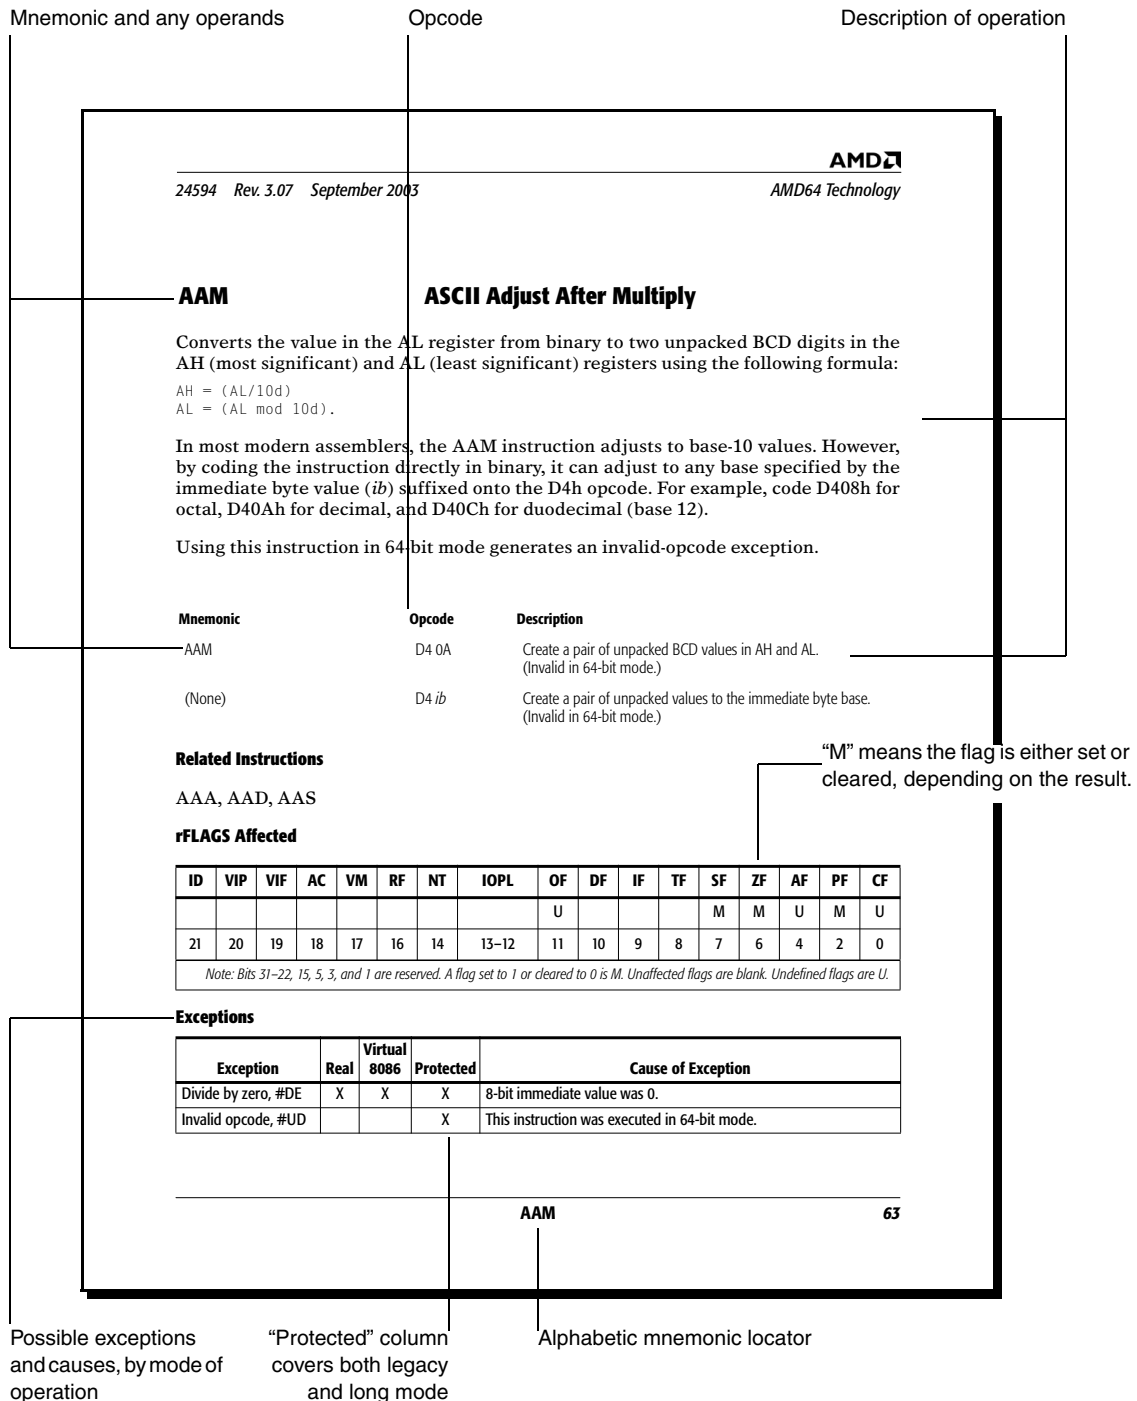 Mnemonic and any operands
Opcode
Description of operation
AMD
24594 Rev. 3.07 September 2003
AMD64 Technology
AAM
ASCII Adjust After Multiply
Converts the value in the AL register from binary to two unpacked BCD digits in the
AH (most significant) and AL (least significant) registers using the following formula:
AH = (AL/10d)
AL = (AL mod 10d).
In most modern assemblers, the AAM instruction adjusts to base-10 values. However,
by coding the instruction directly in binary, it can adjust to any base specified by the
immediate byte value (ib) suffixed onto the D4h opcode. For example, code D408h for
octal, D40Ah for decimal, and D40Ch for duodecimal (base 12).
Using this instruction in 64-bit mode generates an invalid-opcode exception.
Mnemonic Opcode Description
AAM D4 0A Create a pair of unpacked BCD values in AH and AL.
(Invalid in 64-bit mode.)
(None) D4 ib Create a pair of unpacked values to the immediate byte base.
(Invalid in 64-bit mode.)
Related Instructions
“M” means the flag is either set or
cleared, depending on the result.
AAA, AAD, AAS
rFLAGS Affected
ID VIP VIF AC VM RF NT IOPL OF DF IF TF SF ZF AF PF CF
U M M U M U
21 20 19 18 17 16 14 13–12 11 10 9 8 7 6 4 2 0
Note: Bits 31–22, 15, 5, 3, and 1 are reserved. A flag set to 1 or cleared to 0 is M. Unaffected flags are blank. Undefined flags are U.
Exceptions
Exception Real Virtual 8086 Protected Cause of Exception
Divide by zero, #DE X X X 8-bit immediate value was 0.
Invalid opcode, #UD X This instruction was executed in 64-bit mode.
AAM
63
Possible exceptions
and causes, by mode of
operation
“Protected” column
covers both legacy
and long mode
Alphabetic mnemonic locator